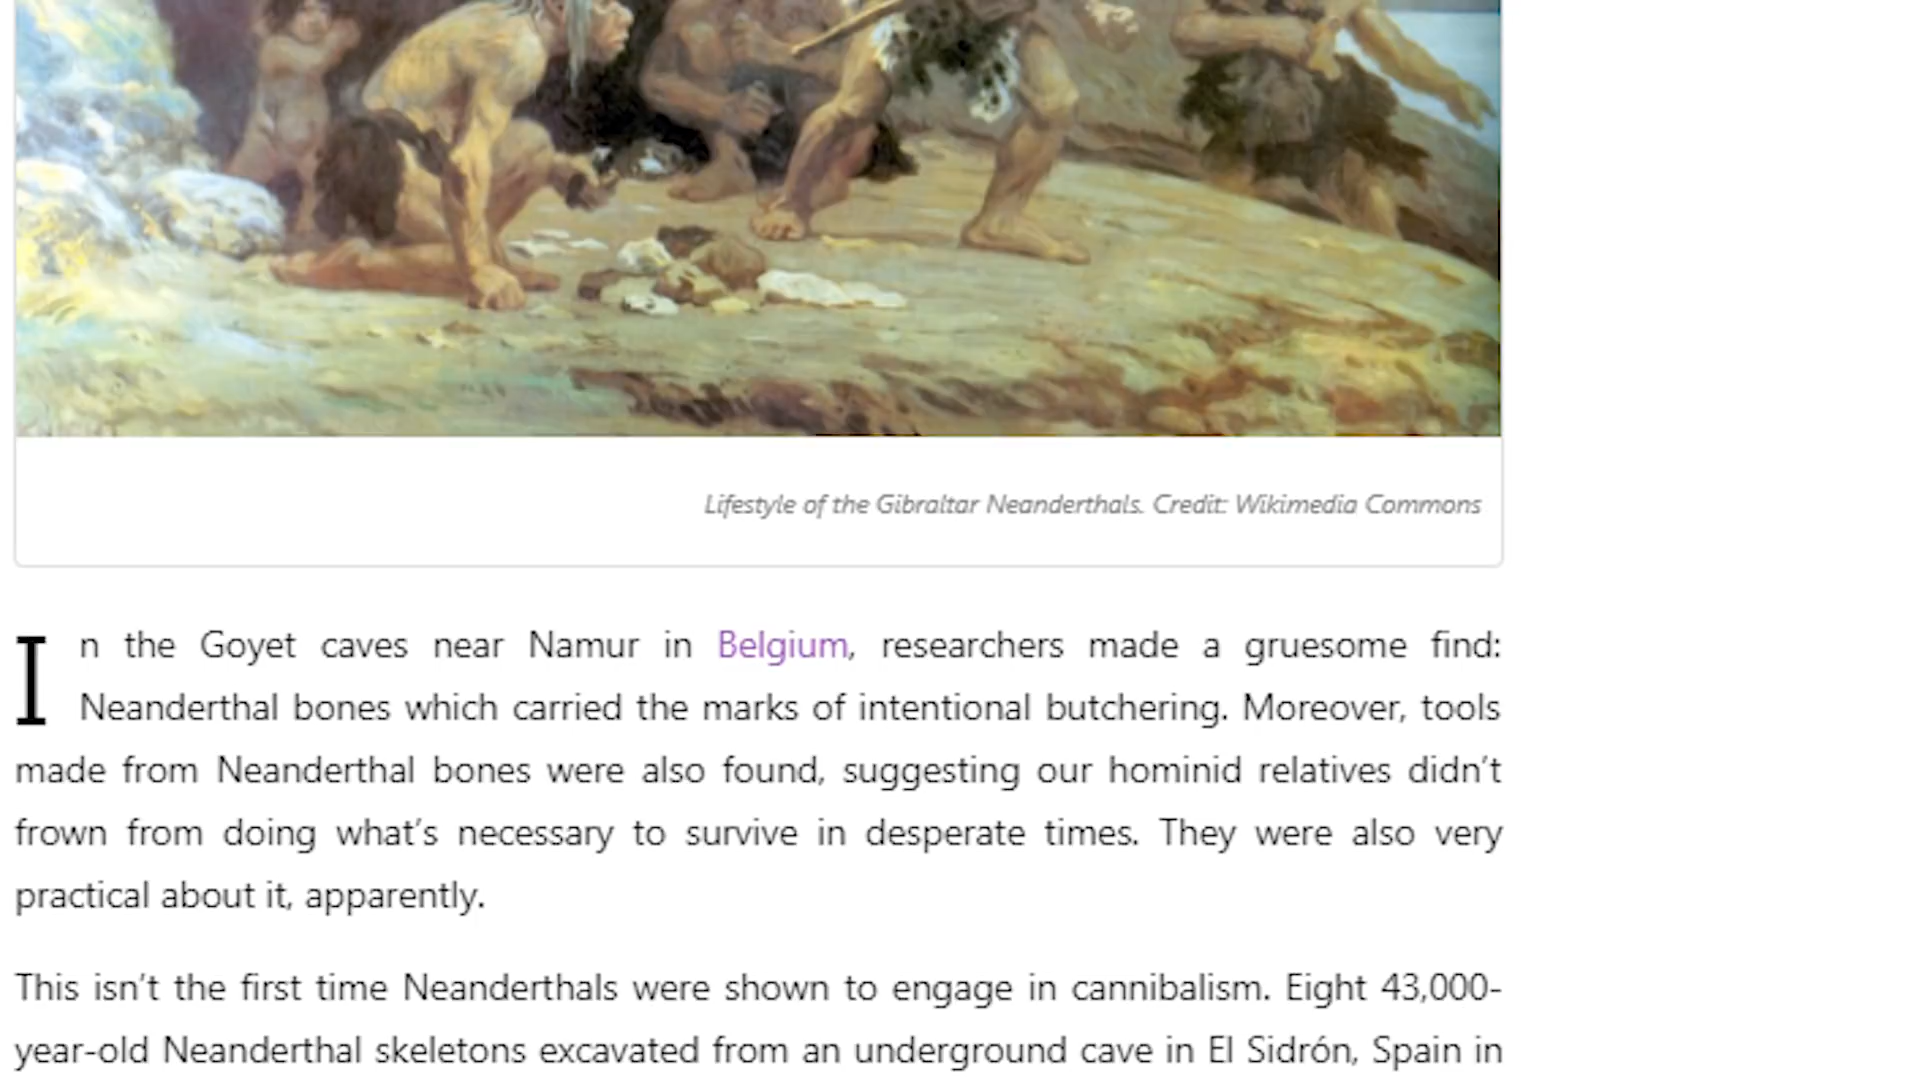 Lifestyle of the Gibraltar Neanderthals. Credit: Wikimedia Commons
In the Goyet caves near Namur in Belgium, researchers made a gruesome find:
Neanderthal bones which carried the marks of intentional butchering. Moreover, tools
made from Neanderthal bones were also found, suggesting our hominid relatives didn’t
frown from doing what’s necessary to survive in desperate times. They were also very
practical about it, apparently.
This isn’t the first time Neanderthals were shown to engage in cannibalism. Eight 43,000-
year-old Neanderthal skeletons excavated from an underground cave in El Sidrón, Spain in